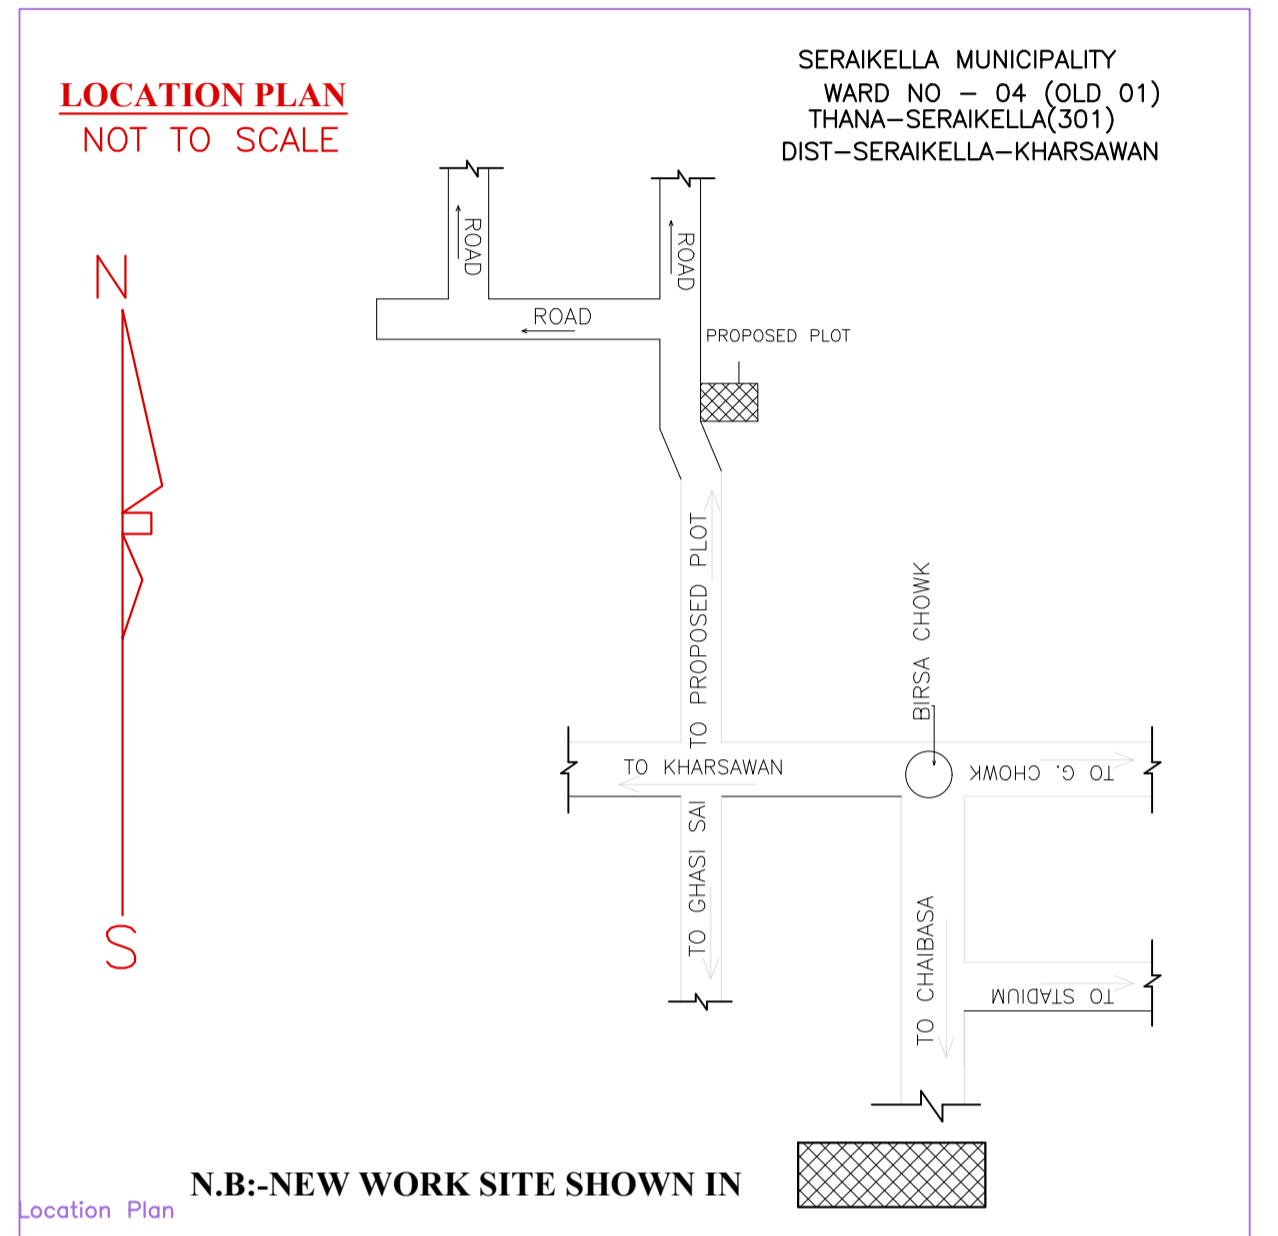 LOCATION PLAN
NOT TO SCALE
SERAIKELLA MUNICIPALITY
WARD NO - 04 (OLD 01)
THANA-SERAIKELLA(301)
DIST-SERAIKELLA-KHARSAWAN
N
ROAD
ROAD
ROAD
PROPOSED PLOT
TO PROPOSED PLOT
BIRSA CHOWK
TO KHARSAWAN
TO G. CHOWK
TO GHASI SAI
TO CHAIBASA
TO STADIUM
S
N.B:-NEW WORK SITE SHOWN IN
Location Plan